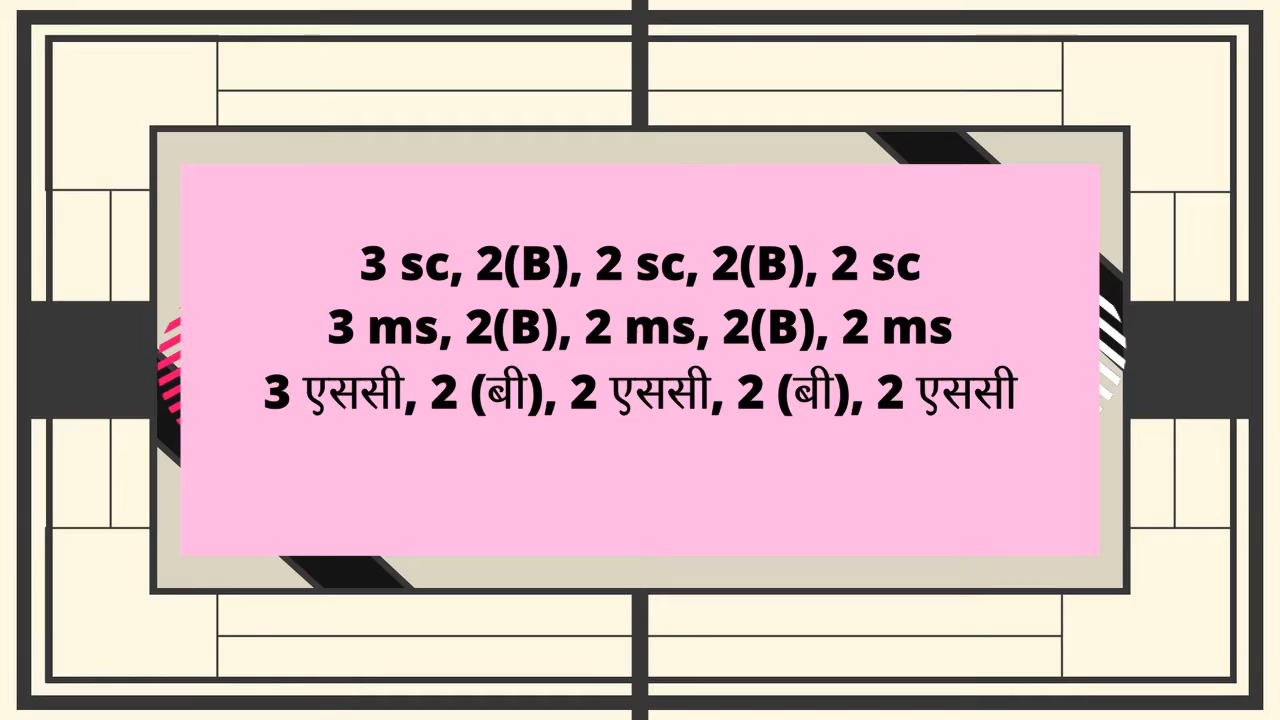 3 sc, 2(B), 2 sc, 2(B), 2 sc
3 ms, 2(B), 2 ms, 2(B), 2 ms
3 एससी, 2 (बी), 2 एससी, 2 (बी), 2 एससी